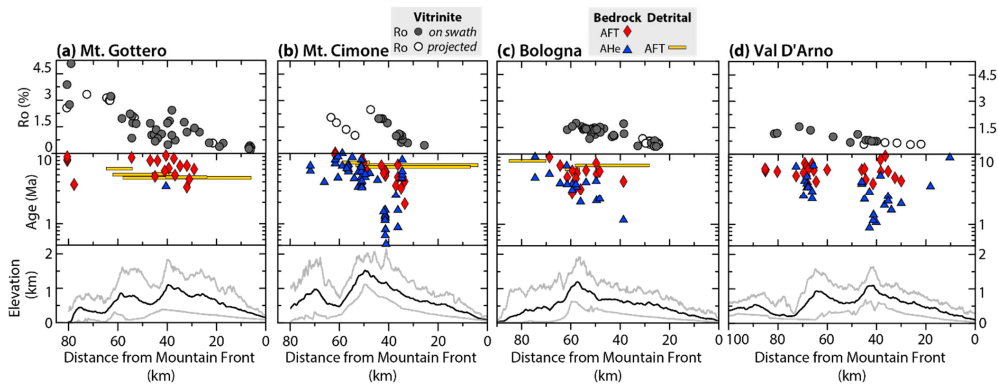 Vitrinite
Ro on swath
Ro projected
Bedrock Detrital
AFT
AHe AFT
(a) Mt. Gottero
(b) Mt. Cimone
(c) Bologna
(d) Val D'Arno
Ro (%)
4.5
3
1.5
0
4.5
3
1.5
0
Age (Ma)
10
1
10
1
Elevation
(km)
2
1
0
2
1
0
80 60 40 20 0
80 60 40 20 0
80 60 40 20 0
100 80 60 40 20 0
Distance from Mountain Front
(km)
Distance from Mountain Front
(km)
Distance from Mountain Front
(km)
Distance from Mountain Front
(km)